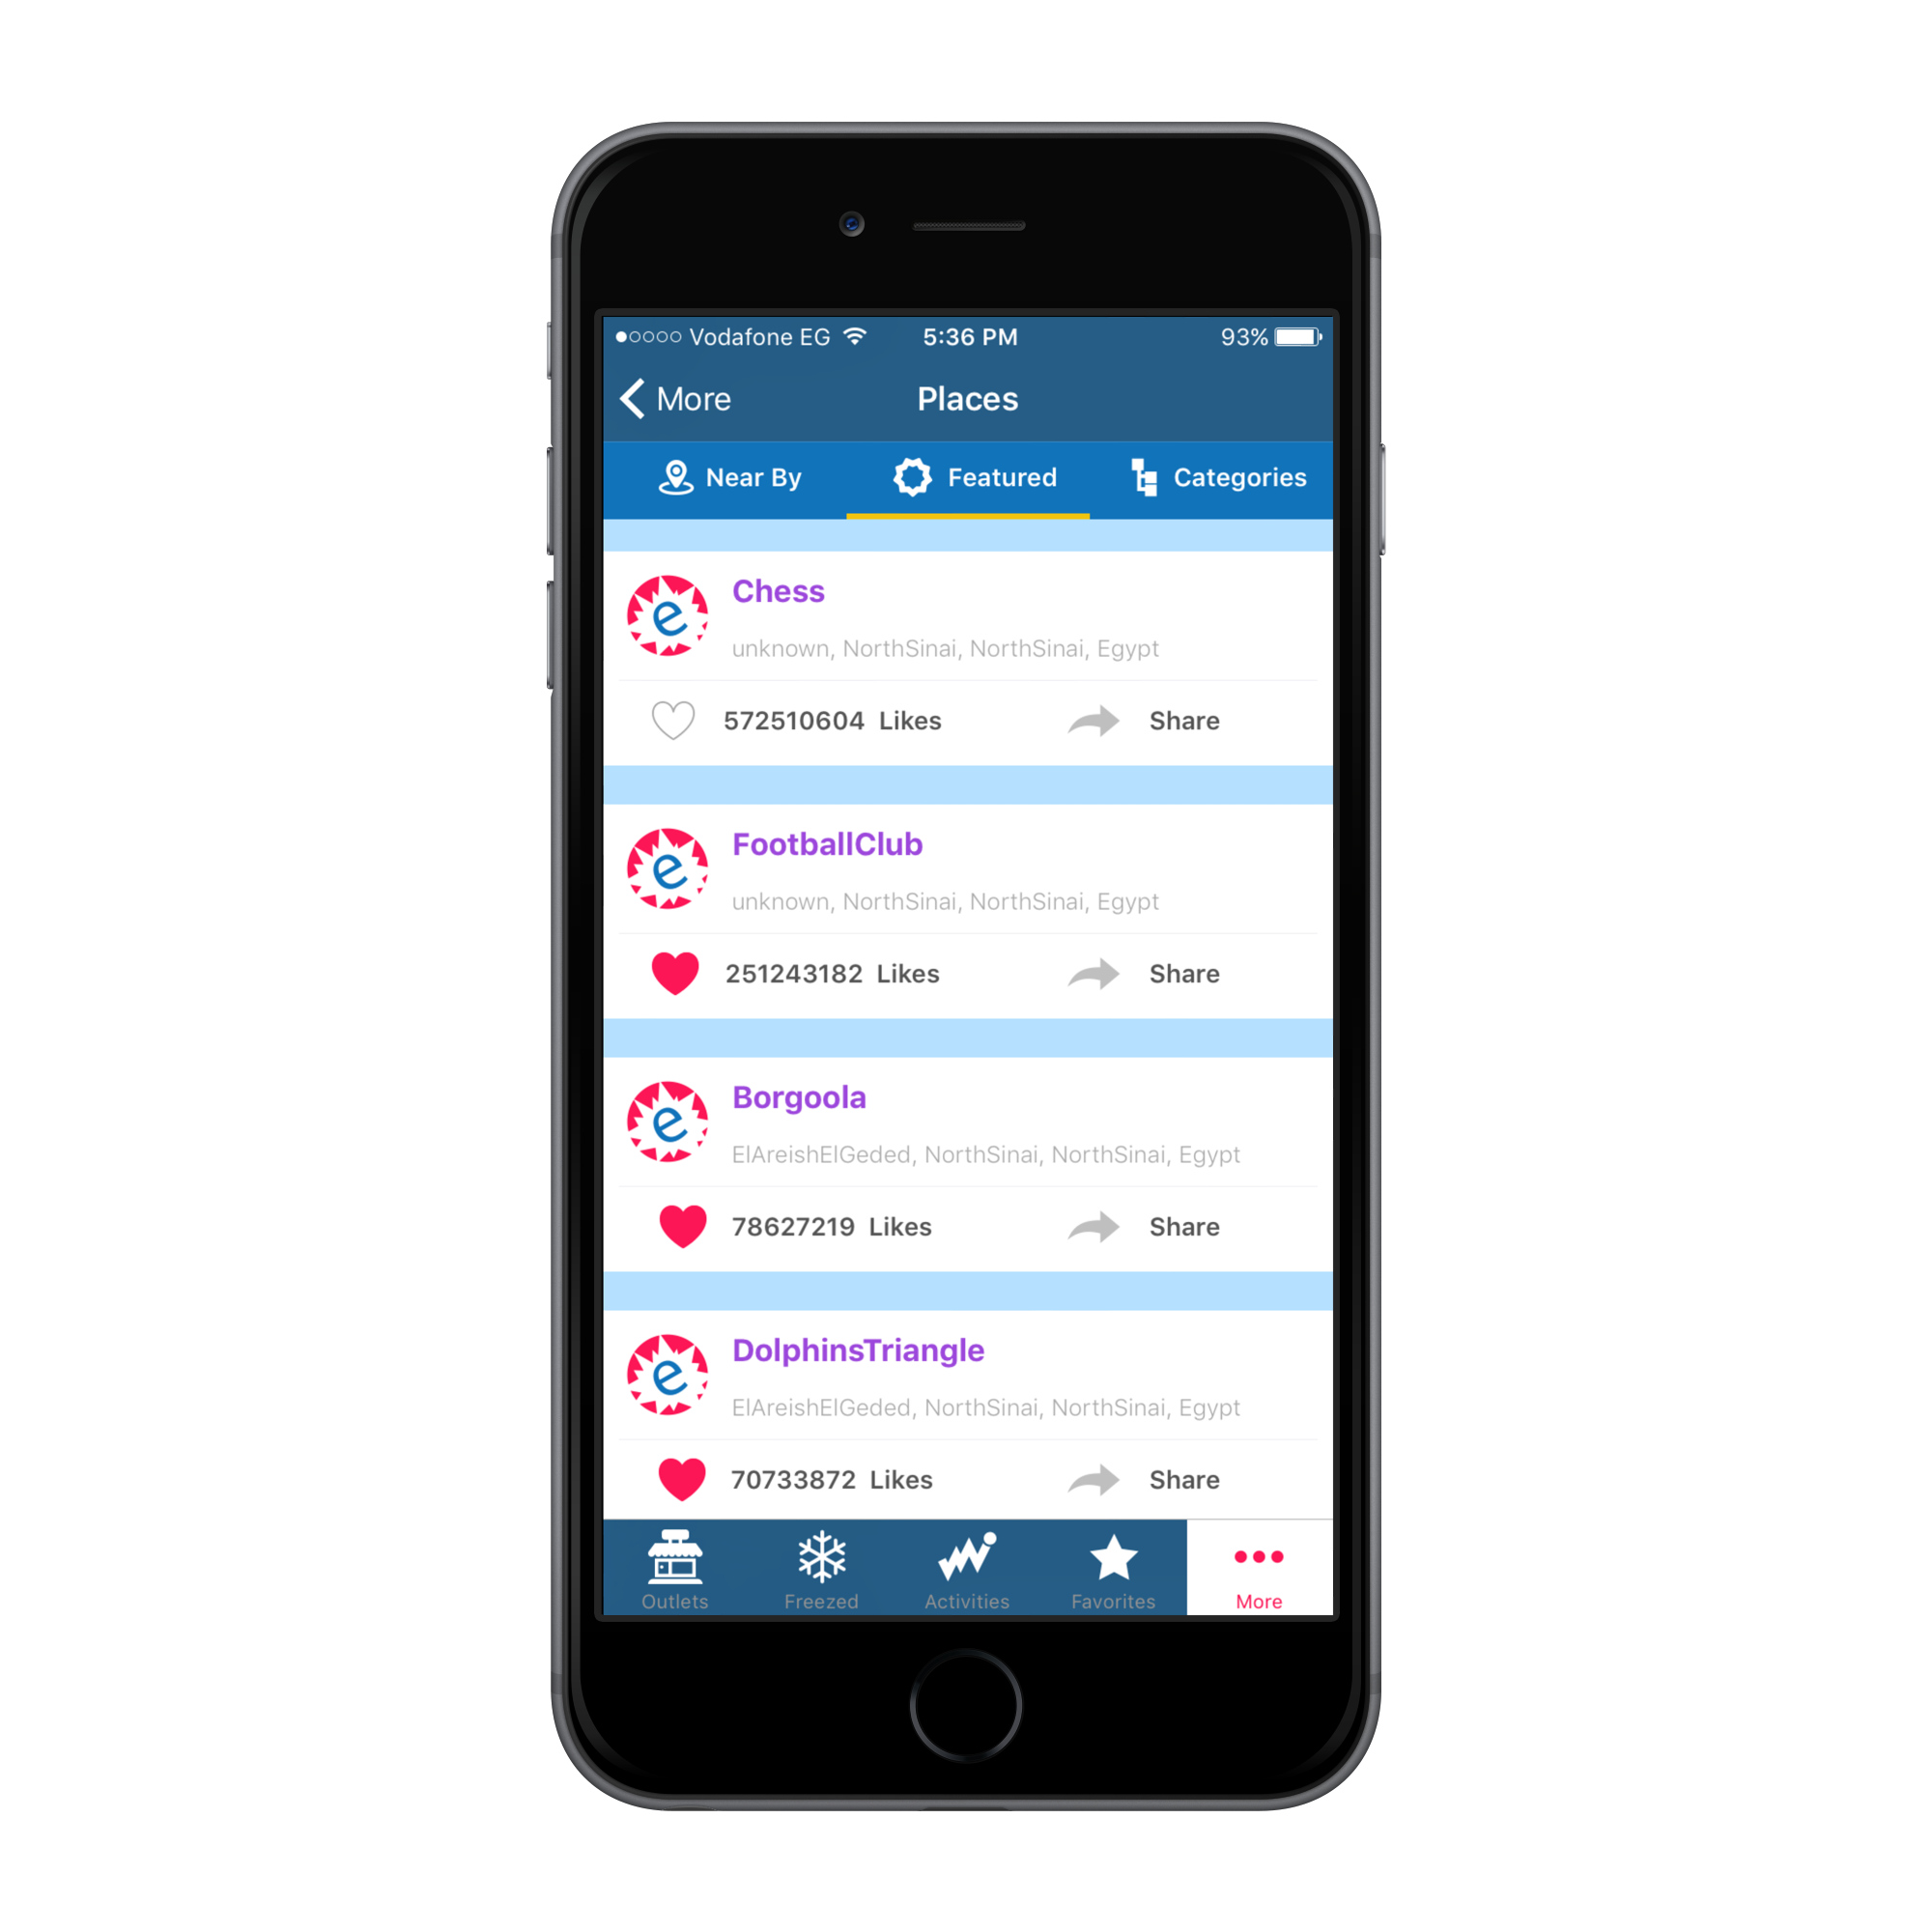 Vodafone EG 5:36 PM 93%
More Places
Near By Featured Categories
e Chess
unknown, NorthSinai, NorthSinai, Egypt
572510604 Likes Share
e FootballClub
unknown, NorthSinai, NorthSinai, Egypt
251243182 Likes Share
e Borgoola
ElAreishElGeded, NorthSinai, NorthSinai, Egypt
78627219 Likes Share
e DolphinsTriangle
ElAreishElGeded, NorthSinai, NorthSinai, Egypt
70733872 Likes Share
Outlets Freezed Activities Favorites More